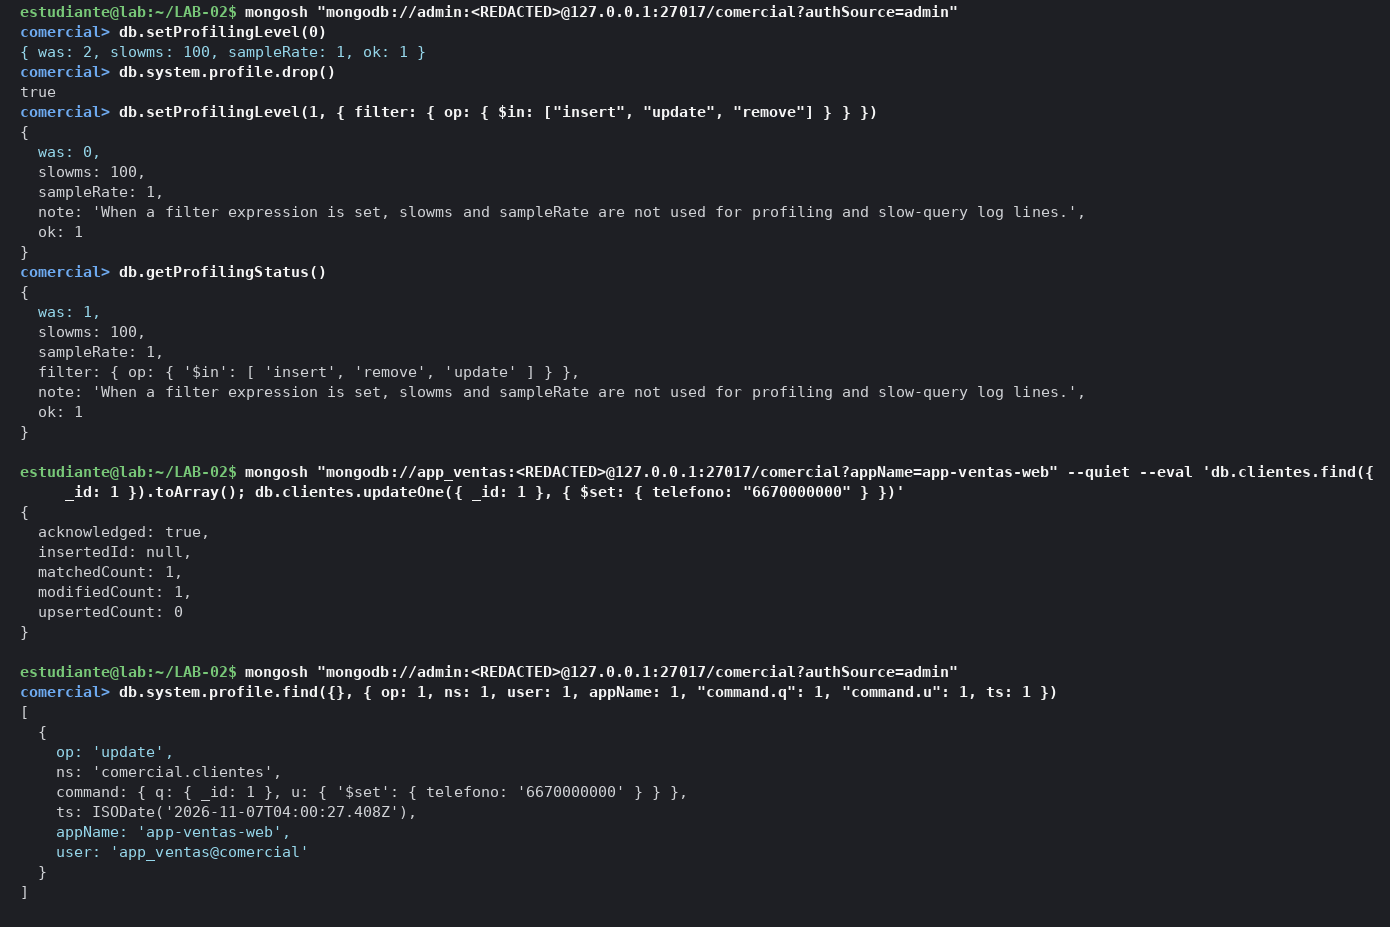 estudiante@lab:~/LAB-02$ mongosh "mongodb://admin:<REDACTED>@127.0.0.1:27017/comercial?authSource=admin"
comercial> db.setProfilingLevel(0)
{ was: 2, slowms: 100, sampleRate: 1, ok: 1 }
comercial> db.system.profile.drop()
true
comercial> db.setProfilingLevel(1, { filter: { op: { $in: ["insert", "update", "remove"] } } })
{
  was: 0,
  slowms: 100,
  sampleRate: 1,
  note: 'When a filter expression is set, slowms and sampleRate are not used for profiling and slow-query log lines.',
  ok: 1
}
comercial> db.getProfilingStatus()
{
  was: 1,
  slowms: 100,
  sampleRate: 1,
  filter: { op: { '$in': [ 'insert', 'remove', 'update' ] } },
  note: 'When a filter expression is set, slowms and sampleRate are not used for profiling and slow-query log lines.',
  ok: 1
}

estudiante@lab:~/LAB-02$ mongosh "mongodb://app_ventas:<REDACTED>@127.0.0.1:27017/comercial?appName=app-ventas-web" --quiet --eval 'db.clientes.find({
     _id: 1 }).toArray(); db.clientes.updateOne({ _id: 1 }, { $set: { telefono: "6670000000" } })'
{
  acknowledged: true,
  insertedId: null,
  matchedCount: 1,
  modifiedCount: 1,
  upsertedCount: 0
}

estudiante@lab:~/LAB-02$ mongosh "mongodb://admin:<REDACTED>@127.0.0.1:27017/comercial?authSource=admin"
comercial> db.system.profile.find({}, { op: 1, ns: 1, user: 1, appName: 1, "command.q": 1, "command.u": 1, ts: 1 })
[
  {
    op: 'update',
    ns: 'comercial.clientes',
    command: { q: { _id: 1 }, u: { '$set': { telefono: '6670000000' } } },
    ts: ISODate('2026-11-07T04:00:27.408Z'),
    appName: 'app-ventas-web',
    user: 'app_ventas@comercial'
  }
]